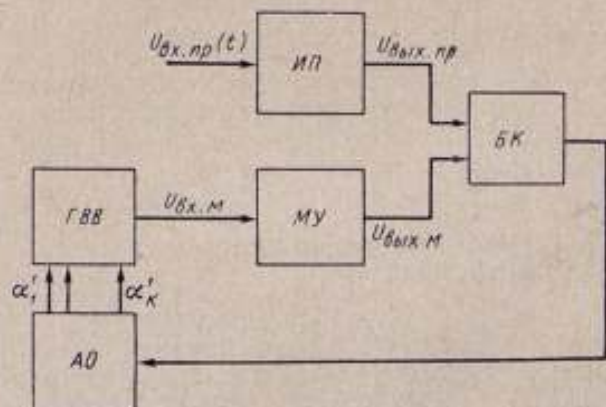 Uвх.пр(t)
ИП
Uвых.пр
БК
ГВВ
Uвх.м
МУ
Uвых.м
α'1
α'к
АО